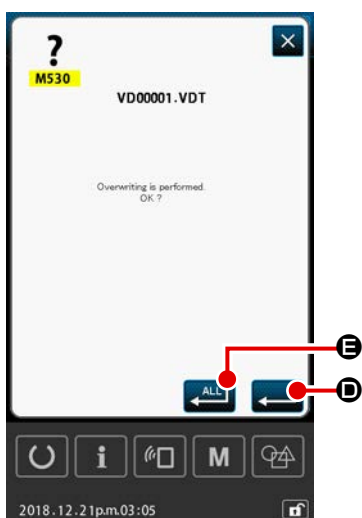 ?
M530
VD00001.VDT
Overwriting is performed.
OK ?
E
ALL
D
i
M
2018.12.21p.m.03:05